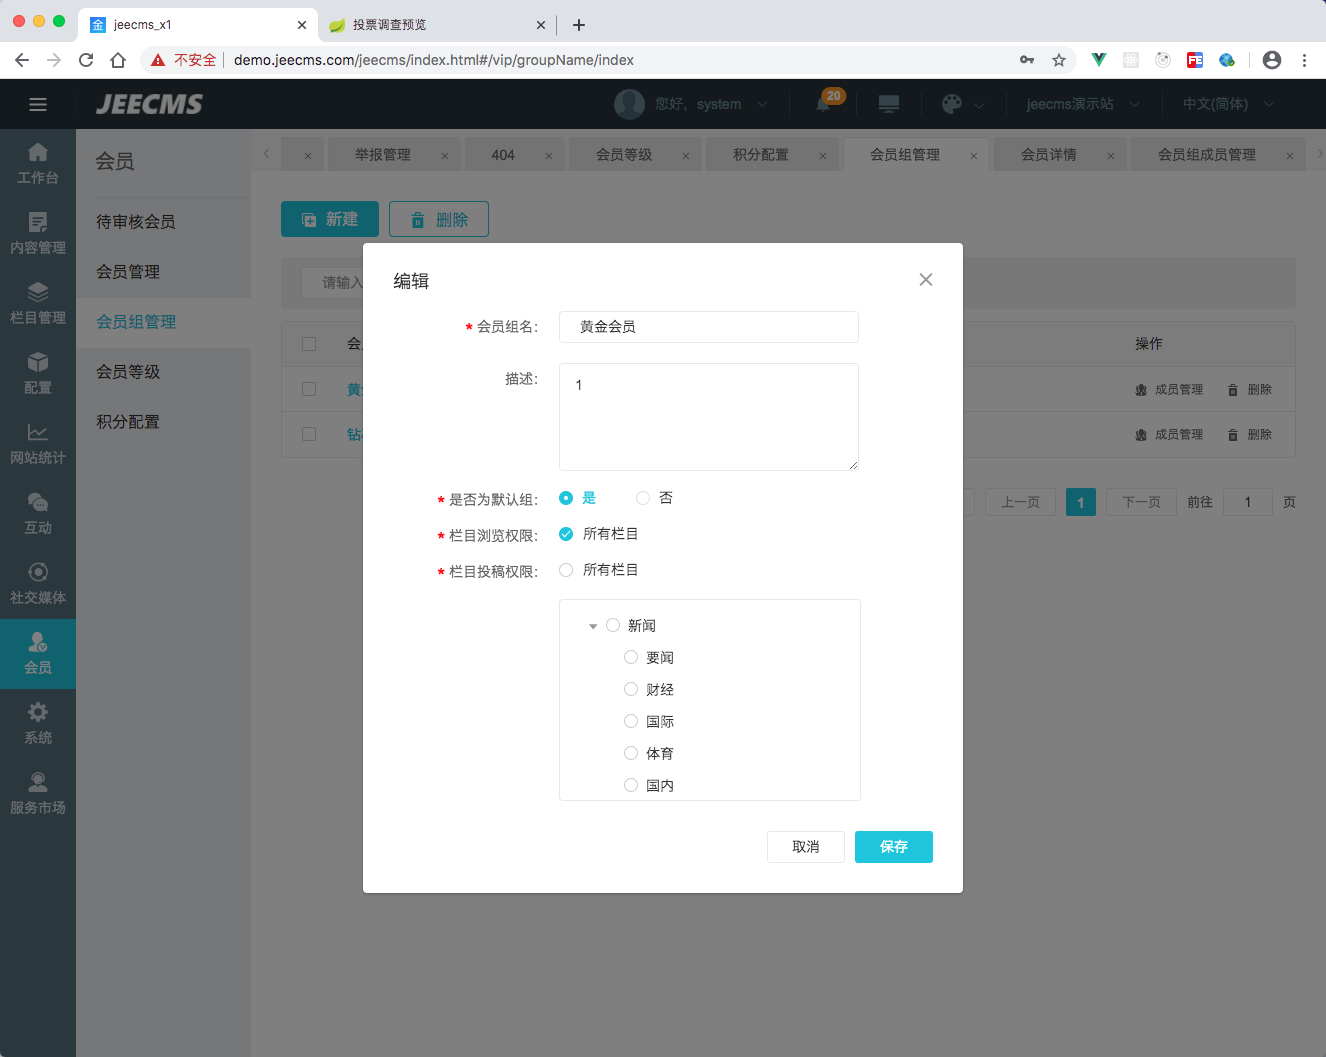 jeecms_x1
投票调查预览
不安全
demo.jeecms.com/jeecms/index.html#/vip/groupName/index
JEECMS
您好，system
20
jeecms演示站
中文(简体)
工作台
内容管理
栏目管理
配置
网站统计
互动
社交媒体
会员
系统
服务市场
会员
待审核会员
会员管理
会员组管理
会员等级
积分配置
举报管理
404
会员等级
积分配置
会员组管理
会员详情
会员组成员管理
新建
删除
请输入
操作
成员管理 删除
成员管理 删除
上一页 1 下一页 前往 1 页
编辑
* 会员组名： 黄金会员
描述： 1
* 是否为默认组： 是 否
* 栏目浏览权限： 所有栏目
* 栏目投稿权限： 所有栏目
新闻
要闻
财经
国际
体育
国内
取消 保存